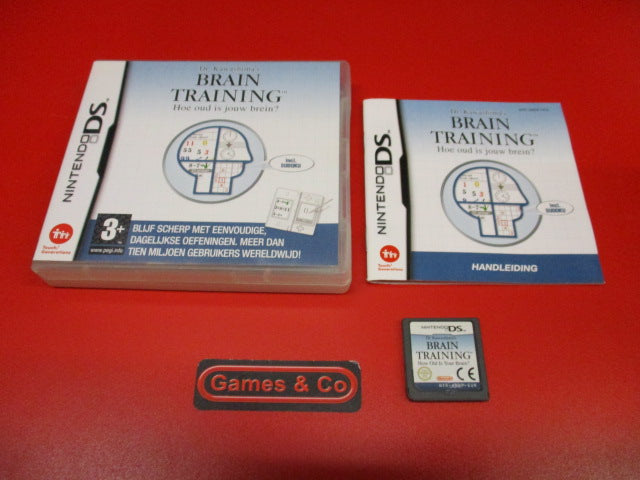 NINTENDO DS
Dr Kawashima's
BRAIN
TRAINING™
Hoe oud is jouw brein?
incl.
SUDOKU
3+
www.pegi.info
Touch!
Generations
BLIJF SCHERP MET EENVOUDIGE,
DAGELIJKSE OEFENINGEN. MEER DAN
TIEN MILJOEN GEBRUIKERS WERELDWIJD!
NINTENDO DS
Dr Kawashima's
BRAIN
TRAINING™
Hoe oud is jouw brein?
incl.
SUDOKU
Touch!
Generations
HANDLEIDING
NINTENDO DS
Dr Kawashima's
BRAIN
TRAINING
How Old Is Your Brain?
CE
Games & Co